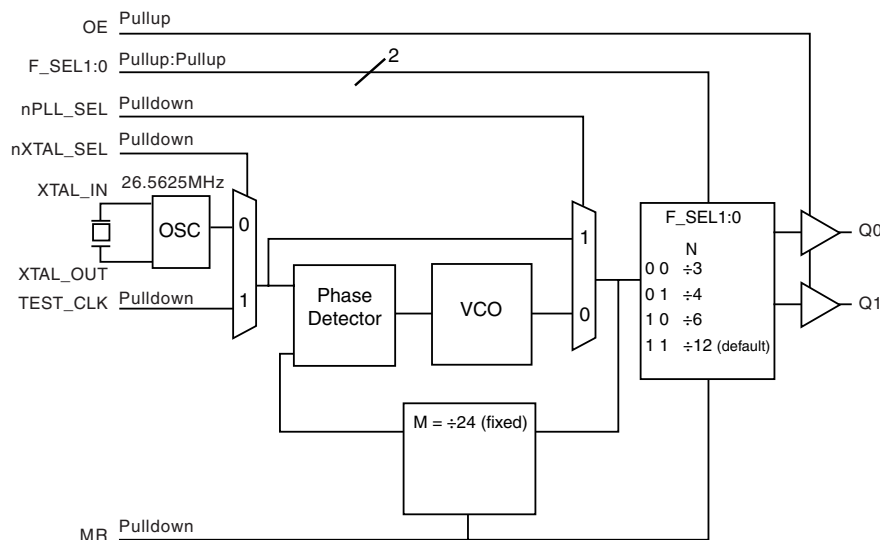 OE Pullup
F_SEL1:0 Pullup:Pullup
2
nPLL_SEL Pulldown
nXTAL_SEL Pulldown
XTAL_IN 26.5625MHz
OSC
0
1
XTAL_OUT
TEST_CLK Pulldown
Phase
Detector
VCO
1
0
F_SEL1:0
N
0 0 ÷3
0 1 ÷4
1 0 ÷6
1 1 ÷12 (default)
Q0
Q1
M = ÷24 (fixed)
MR Pulldown